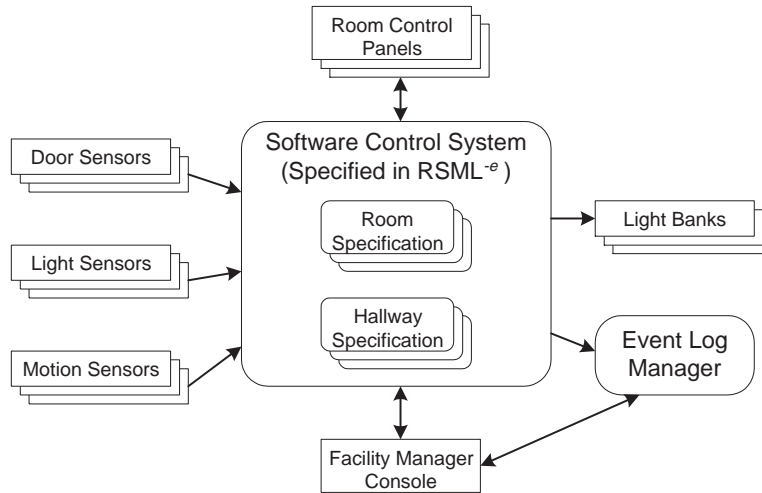 Room Control
Panels
Software Control System
(Specified in RSML-e )
Door Sensors
Room
Specification
Light Banks
Light Sensors
Hallway
Specification
Motion Sensors
Event Log
Manager
Facility Manager
Console